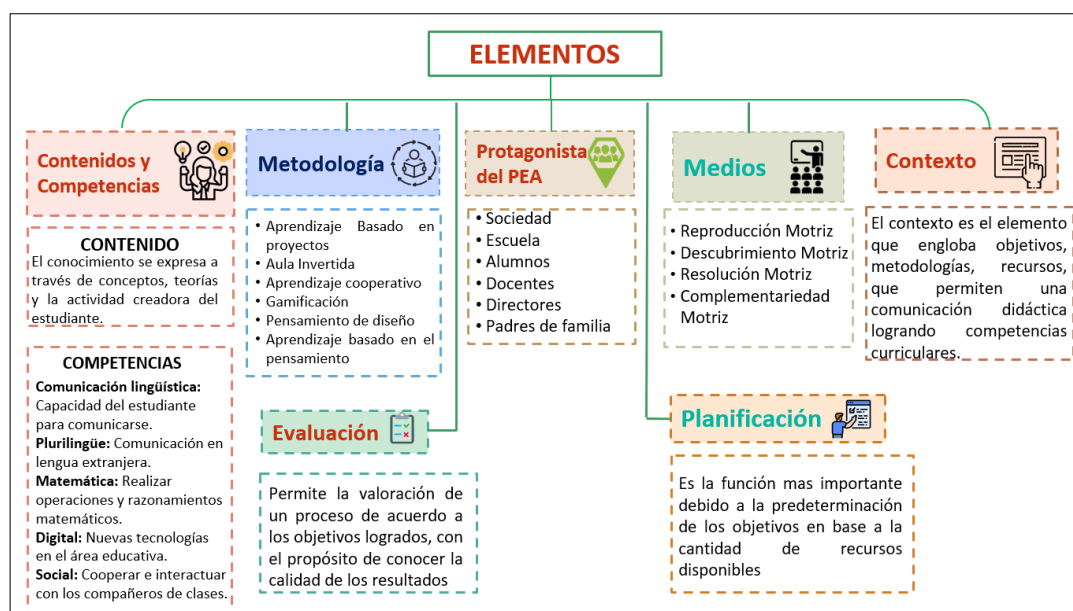 ELEMENTOS
Contenidos y
Competencias
CONTENIDO
El conocimiento se expresa a
través de conceptos, teorías
y la actividad creadora del
estudiante.
COMPETENCIAS
Comunicación lingüística:
Capacidad del estudiante
para comunicarse.
Plurilingüe: Comunicación en
lengua extranjera.
Matemática: Realizar
operaciones y razonamientos
matemáticos.
Digital: Nuevas tecnologías
en el área educativa.
Social: Cooperar e interactuar
con los compañeros de clases.
Metodología
• Aprendizaje Basado en
proyectos
• Aula Invertida
• Aprendizaje cooperativo
• Gamificación
• Pensamiento de diseño
• Aprendizaje basado en el
pensamiento
Protagonista
del PEA
• Sociedad
• Escuela
• Alumnos
• Docentes
• Directores
• Padres de familia
Medios
• Reproducción Motriz
• Descubrimiento Motriz
• Resolución Motriz
• Complementariedad
Motriz
Contexto
El contexto es el elemento
que engloba objetivos,
metodologías, recursos,
que permiten una
comunicación didáctica
logrando competencias
curriculares.
Evaluación
Permite la valoración de
un proceso de acuerdo a
los objetivos logrados, con
el propósito de conocer la
calidad de los resultados
Planificación
Es la función mas importante
debido a la predeterminación
de los objetivos en base a la
cantidad de recursos
disponibles